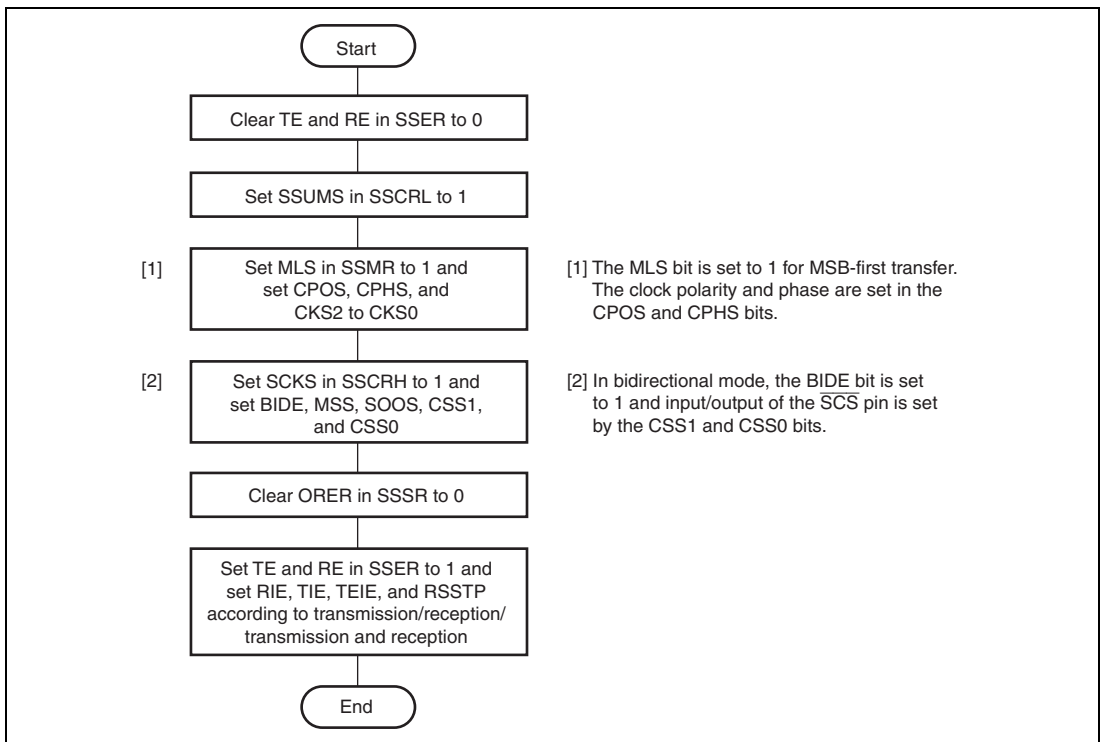 Start
Clear TE and RE in SSER to 0
Set SSUMS in SSCRL to 1
[1]
Set MLS in SSMR to 1 and
set CPOS, CPHS, and
CKS2 to CKS0
[1] The MLS bit is set to 1 for MSB-first transfer.
The clock polarity and phase are set in the
CPOS and CPHS bits.
[2]
Set SCKS in SSCRH to 1 and
set BIDE, MSS, SOOS, CSS1,
and CSS0
[2] In bidirectional mode, the BIDE bit is set
to 1 and input/output of the S̅C̅S̅ pin is set
by the CSS1 and CSS0 bits.
Clear ORER in SSSR to 0
Set TE and RE in SSER to 1 and
set RIE, TIE, TEIE, and RSSTP
according to transmission/reception/
transmission and reception
End